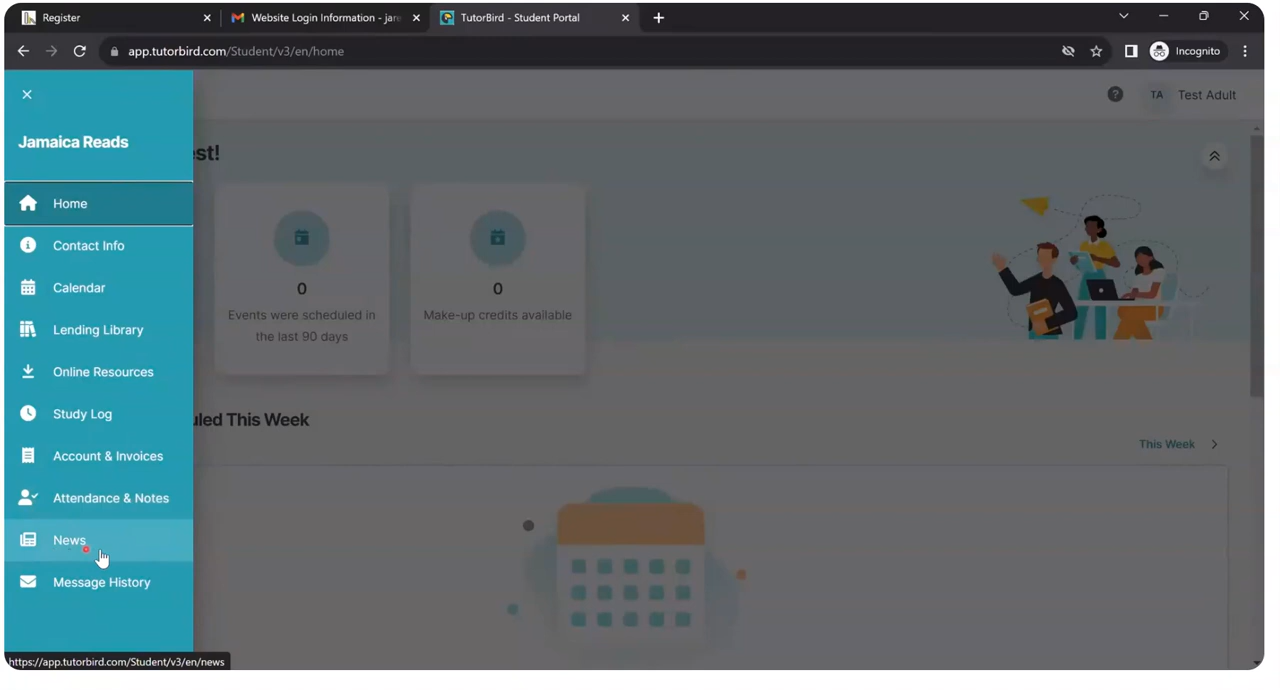 Register
Website Login Information - jare
TutorBird - Student Portal
app.tutorbird.com/Student/v3/en/home
Incognito
Jamaica Reads
TA Test Adult
est!
Home
Contact Info
Calendar
Lending Library
Online Resources
Study Log
Account & Invoices
Attendance & Notes
News
Message History
0
Events were scheduled in
the last 90 days
0
Make-up credits available
uled This Week
This Week
https://app.tutorbird.com/Student/v3/en/news